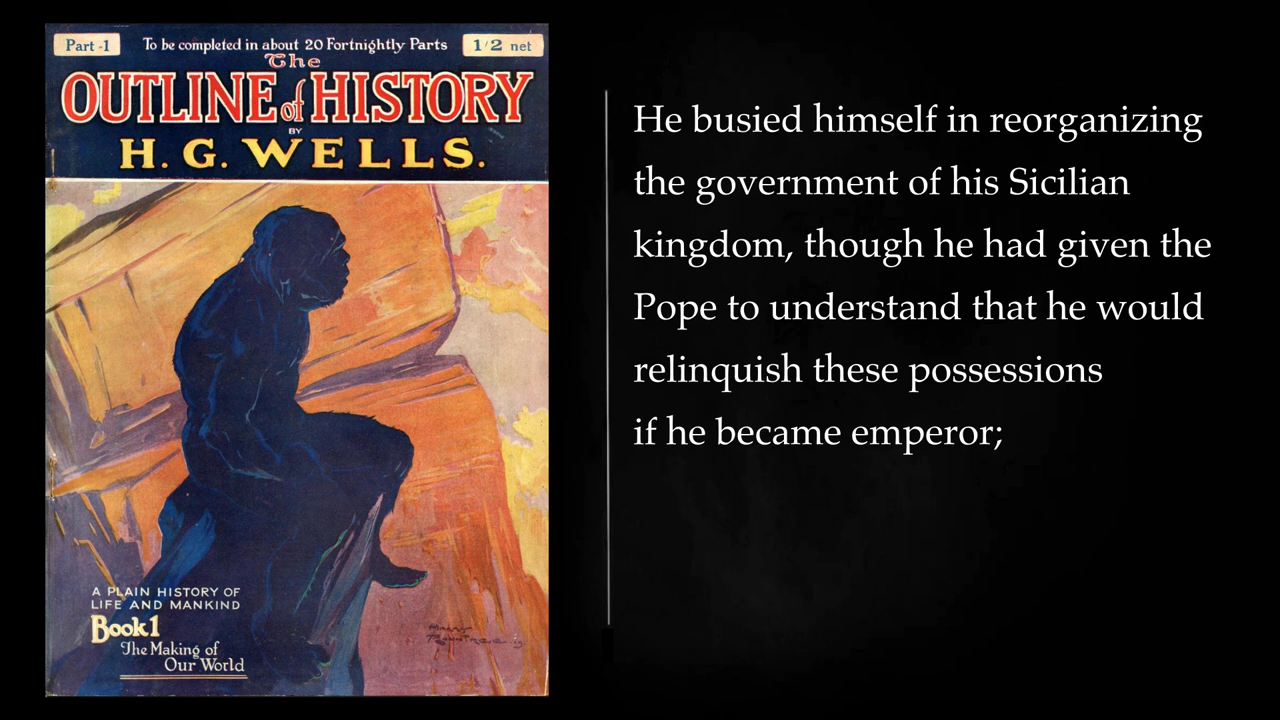 Part -1
To be completed in about 20 Fortnightly Parts
1/2 net
The
OUTLINE of HISTORY
BY
H. G. WELLS.
A PLAIN HISTORY OF
LIFE AND MANKIND
Book 1
The Making of
Our World
He busied himself in reorganizing
the government of his Sicilian
kingdom, though he had given the
Pope to understand that he would
relinquish these possessions
if he became emperor;